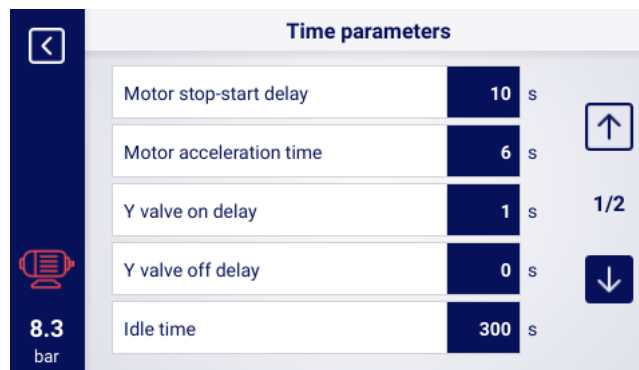 Time parameters
Motor stop-start delay 10 s
Motor acceleration time 6 s
Y valve on delay 1 s
1/2
Y valve off delay 0 s
Idle time 300 s
8.3
bar